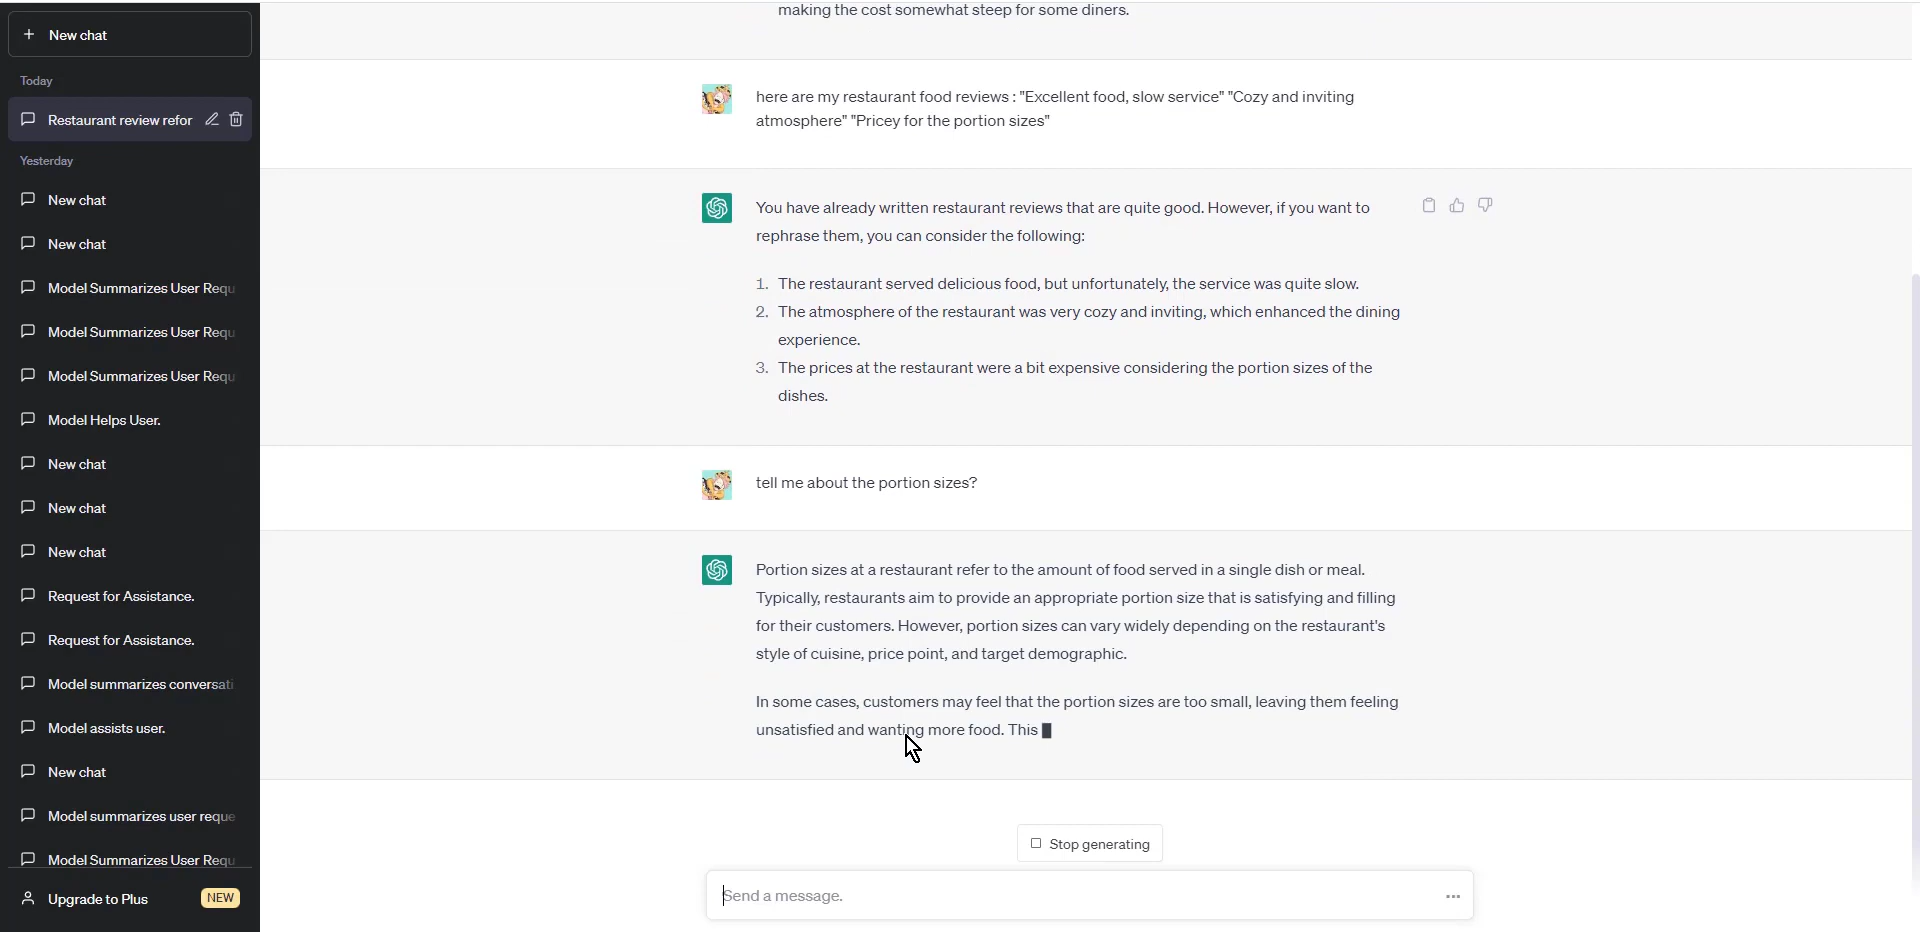 New chat
Today
Restaurant review refor
Yesterday
New chat
New chat
Model Summarizes User Requ
Model Summarizes User Requ
Model Summarizes User Requ
Model Helps User.
New chat
New chat
New chat
Request for Assistance.
Request for Assistance.
Model summarizes conversati
Model assists user.
New chat
Model summarizes user reque
Model Summarizes User Requ
Upgrade to Plus NEW
making the cost somewhat steep for some diners.
here are my restaurant food reviews : "Excellent food, slow service" "Cozy and inviting
atmosphere" "Pricey for the portion sizes"
You have already written restaurant reviews that are quite good. However, if you want to
rephrase them, you can consider the following:
1. The restaurant served delicious food, but unfortunately, the service was quite slow.
2. The atmosphere of the restaurant was very cozy and inviting, which enhanced the dining
experience.
3. The prices at the restaurant were a bit expensive considering the portion sizes of the
dishes.
tell me about the portion sizes?
Portion sizes at a restaurant refer to the amount of food served in a single dish or meal.
Typically, restaurants aim to provide an appropriate portion size that is satisfying and filling
for their customers. However, portion sizes can vary widely depending on the restaurant's
style of cuisine, price point, and target demographic.
In some cases, customers may feel that the portion sizes are too small, leaving them feeling
unsatisfied and wanting more food. This
Stop generating
Send a message.